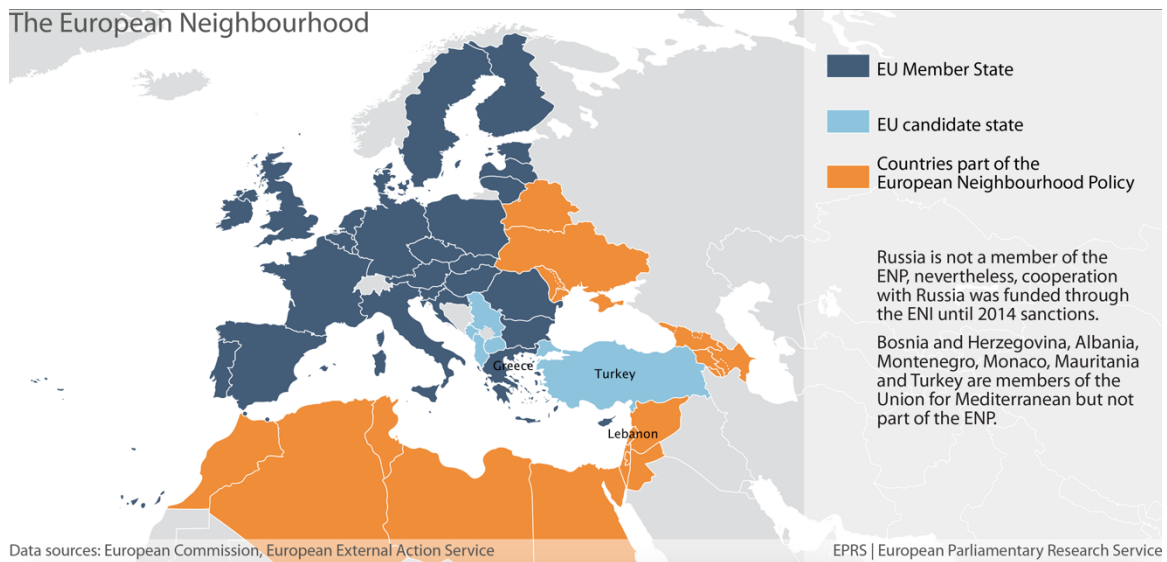 The European Neighbourhood
EU Member State
EU candidate state
Countries part of the
European Neighbourhood Policy
Russia is not a member of the
ENP, nevertheless, cooperation
with Russia was funded through
the ENI until 2014 sanctions.
Bosnia and Herzegovina, Albania,
Montenegro, Monaco, Mauritania
and Turkey are members of the
Union for Mediterranean but not
part of the ENP.
Greece
Turkey
Lebanon
Data sources: European Commission, European External Action Service
EPRS | European Parliamentary Research Service